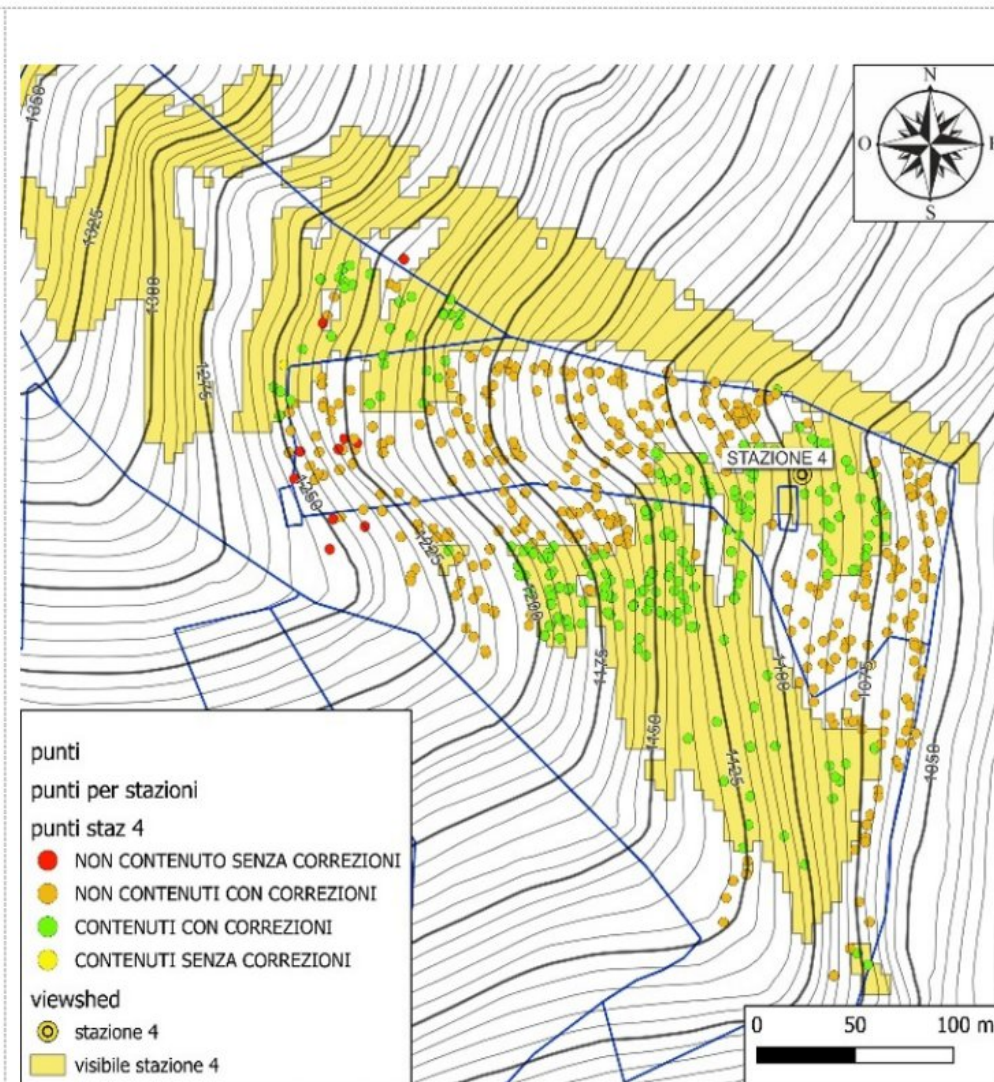 N
O
E
S
1350
1325
1300
1275
STAZIONE 4
1250
1225
1200
1175
1150
1125
1100
1075
1050
punti
punti per stazioni
punti staz 4
NON CONTENUTO SENZA CORREZIONI
NON CONTENUTI CON CORREZIONI
CONTENUTI CON CORREZIONI
CONTENUTI SENZA CORREZIONI
viewshed
stazione 4
visibile stazione 4
0 50 100 m